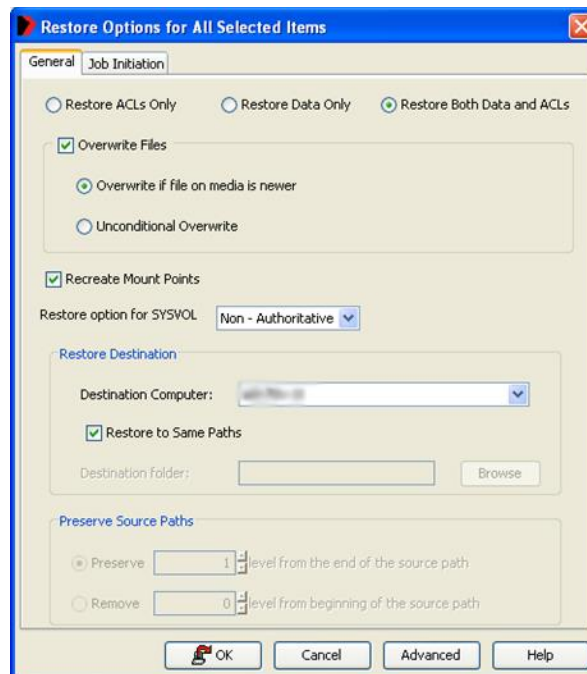 Restore Options for All Selected Items
General Job Initiation
Restore ACLs Only Restore Data Only Restore Both Data and ACLs
Overwrite Files
Overwrite if file on media is newer
Unconditional Overwrite
Recreate Mount Points
Restore option for SYSVOL Non - Authoritative
Restore Destination
Destination Computer:
Restore to Same Paths
Destination folder: Browse
Preserve Source Paths
Preserve 1 level from the end of the source path
Remove 0 level from beginning of the source path
OK Cancel Advanced Help